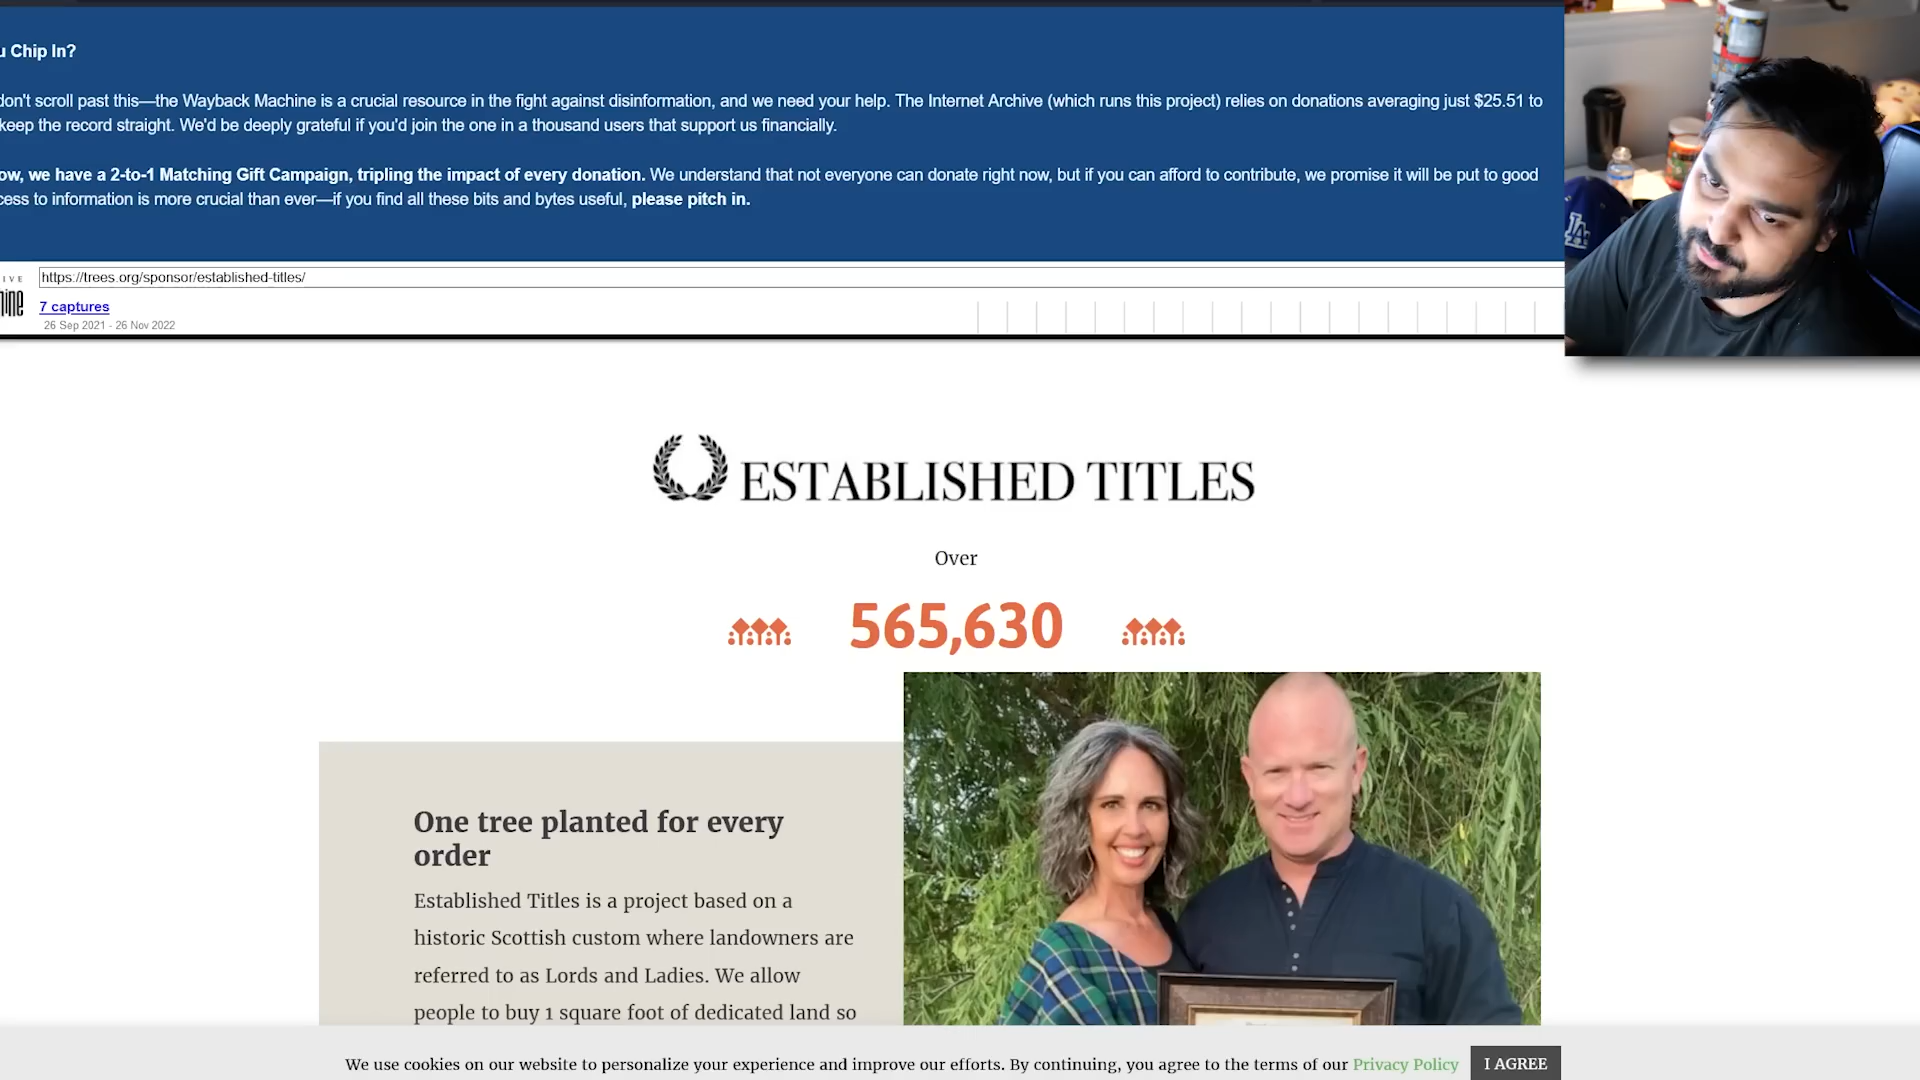 u Chip In?
don't scroll past this—the Wayback Machine is a crucial resource in the fight against disinformation, and we need your help. The Internet Archive (which runs this project) relies on donations averaging just $25.51 to
keep the record straight. We'd be deeply grateful if you'd join the one in a thousand users that support us financially.
ow, we have a 2-to-1 Matching Gift Campaign, tripling the impact of every donation. We understand that not everyone can donate right now, but if you can afford to contribute, we promise it will be put to good
cess to information is more crucial than ever—if you find all these bits and bytes useful, please pitch in.
IVE
https://trees.org/sponsor/established-titles/
7 captures
26 Sep 2021 - 26 Nov 2022
LA
ESTABLISHED TITLES
Over
565,630
One tree planted for every
order
Established Titles is a project based on a
historic Scottish custom where landowners are
referred to as Lords and Ladies. We allow
people to buy 1 square foot of dedicated land so
We use cookies on our website to personalize your experience and improve our efforts. By continuing, you agree to the terms of our Privacy Policy
I AGREE